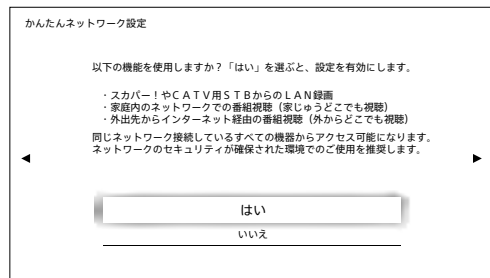 かんたんネットワーク設定
以下の機能を使用しますか？「はい」を選ぶと、設定を有効にします。
・スカパー！やＣＡＴＶ用ＳＴＢからのＬＡＮ録画
・家庭内のネットワークでの番組視聴（家じゅうどこでも視聴）
・外出先からインターネット経由の番組視聴（外からどこでも視聴）
同じネットワーク接続しているすべての機器からアクセス可能になります。
ネットワークのセキュリティが確保された環境でのご使用を推奨します。
はい
いいえ